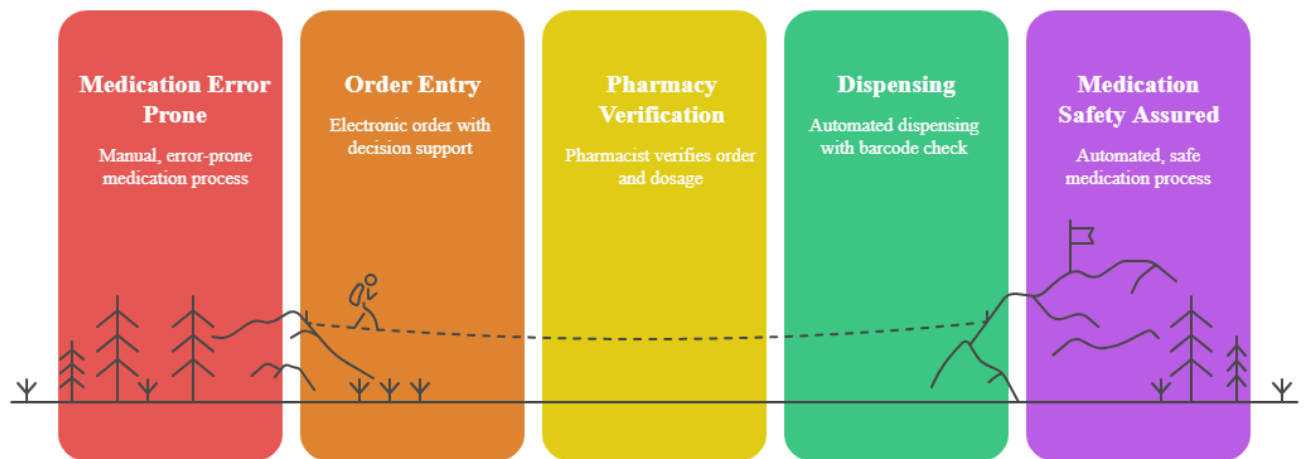 Medication Error
Prone
Manual, error-prone
medication process
Order Entry
Electronic order with
decision support
Pharmacy
Verification
Pharmacist verifies order
and dosage
Dispensing
Automated dispensing
with barcode check
Medication
Safety Assured
Automated, safe
medication process